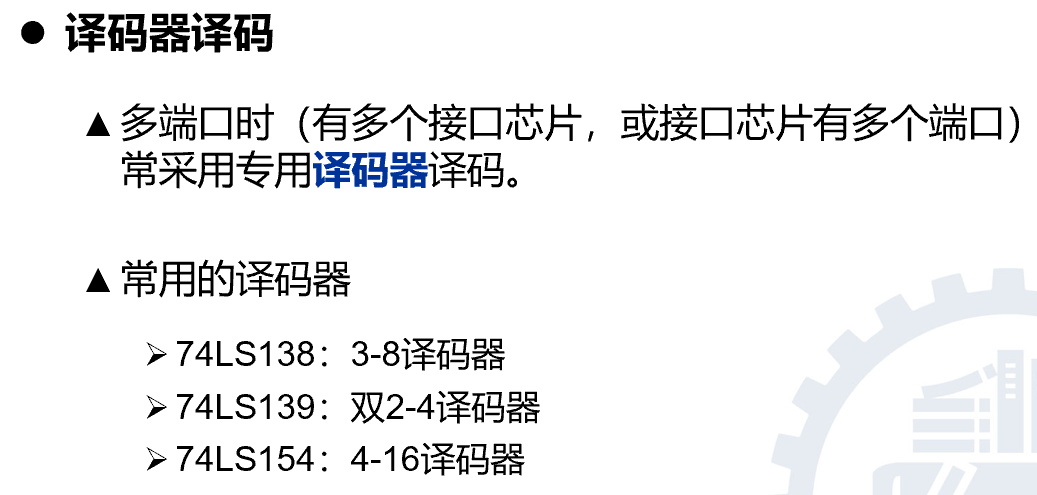 ● 译码器译码
▲多端口时（有多个接口芯片，或接口芯片有多个端口）
常采用专用译码器译码。
▲常用的译码器
➢74LS138：3-8译码器
➢74LS139：双2-4译码器
➢74LS154：4-16译码器